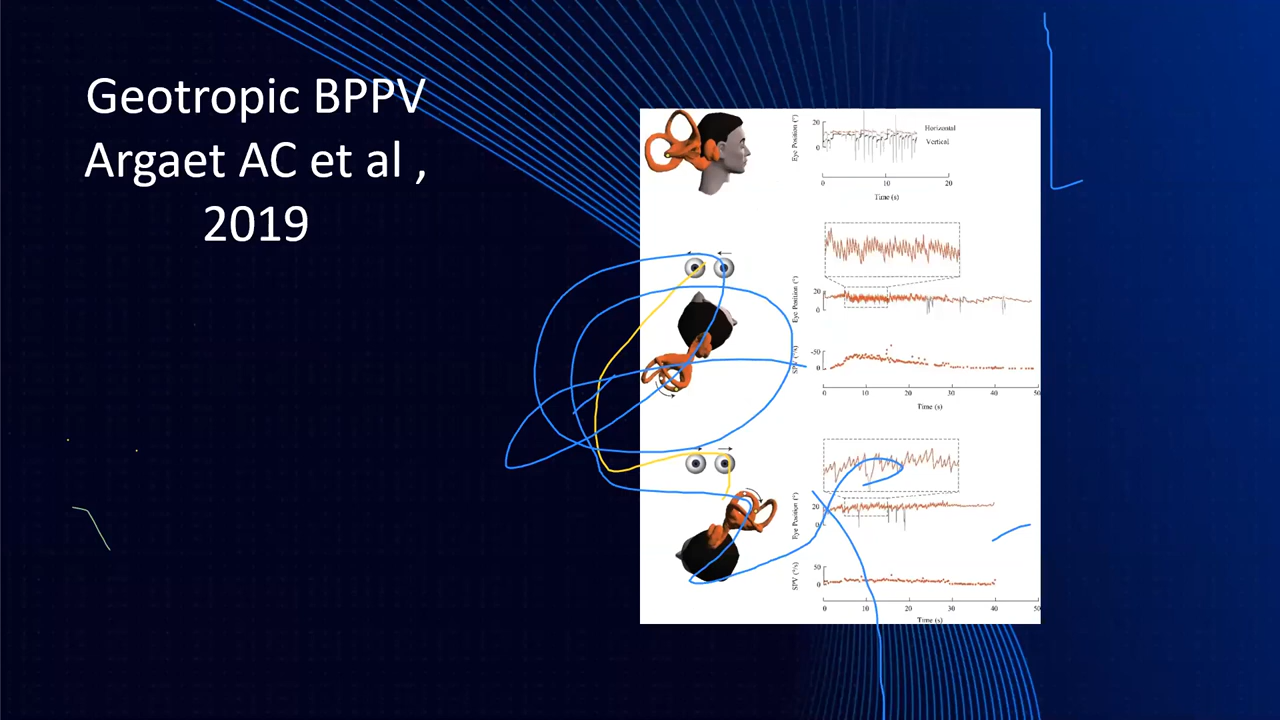 Geotropic BPPV
Argaet AC et al ,
2019
Eye Position (°)
20
0
Horizontal
Vertical
0
10
20
Time (s)
Eye Position (°)
20
0
SPV (°/s)
-50
0
0
10
20
30
40
50
Time (s)
Eye Position (°)
20
0
SPV (°/s)
50
0
0
10
20
30
40
50
Time (s)